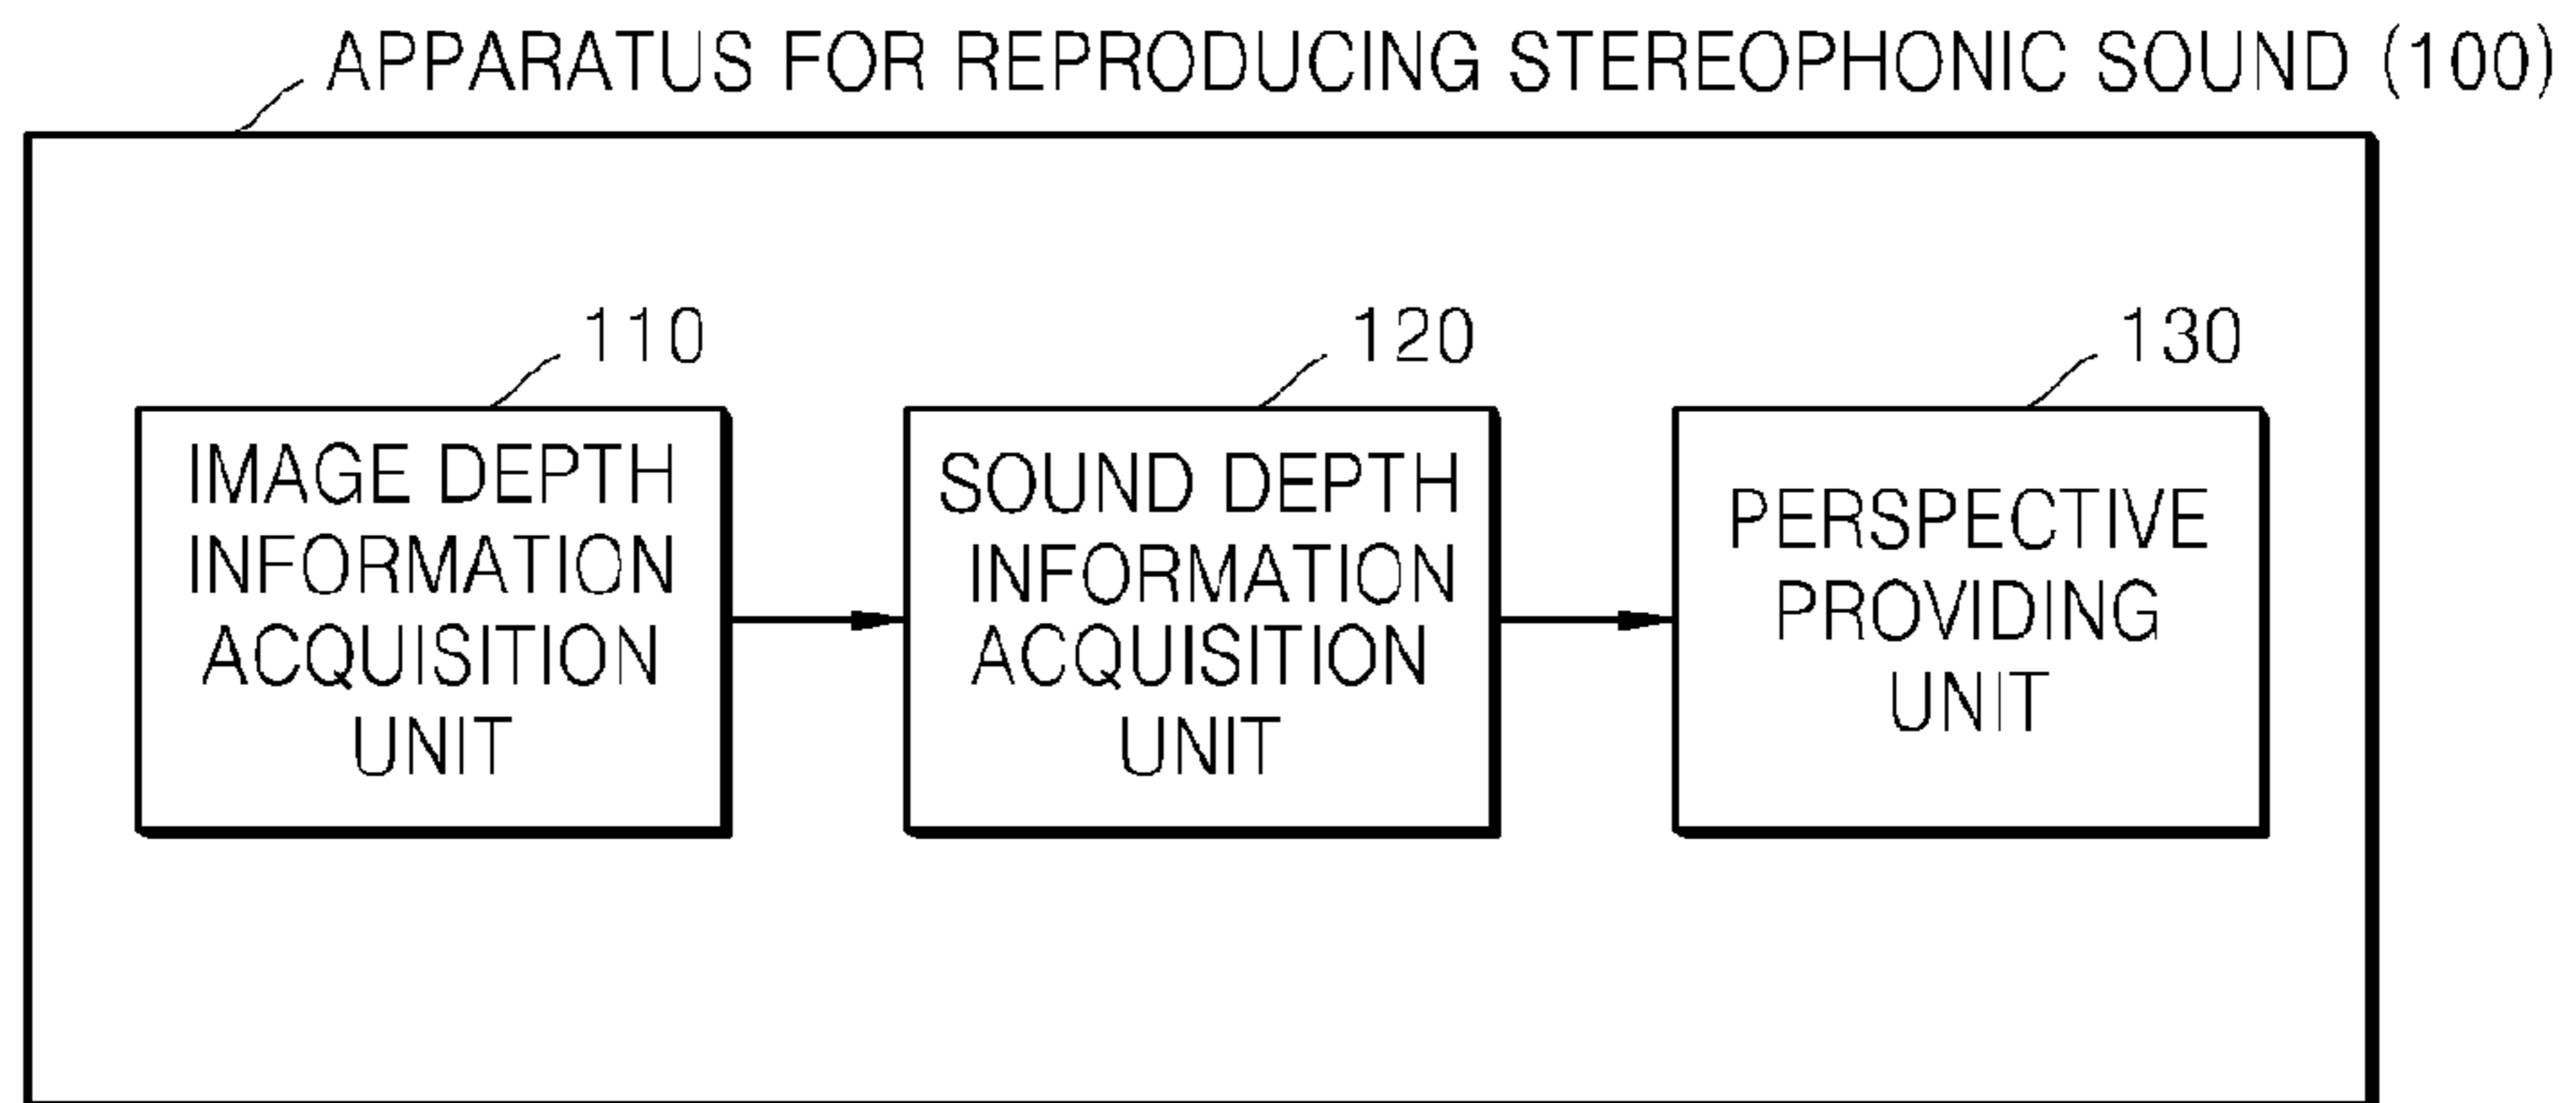 APPARATUS FOR REPRODUCING STEREOPHONIC SOUND (100)
110
IMAGE DEPTH
INFORMATION
ACQUISITION
UNIT
120
SOUND DEPTH
INFORMATION
ACQUISITION
UNIT
130
PERSPECTIVE
PROVIDING
UNIT